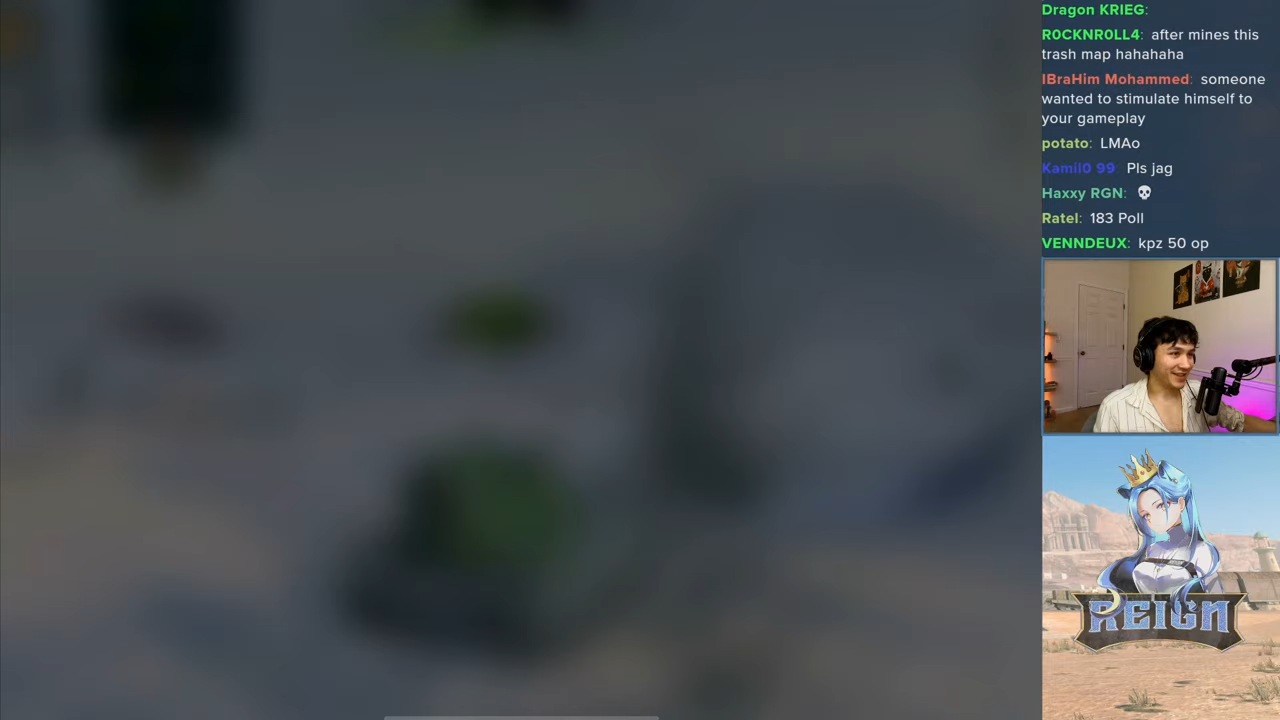 Dragon KRIEG:
R0CKNR0LL4: after mines this
trash map hahahaha
IBraHim Mohammed: someone
wanted to stimulate himself to
your gameplay
potato: LMAo
Kamil0 99 Pls jag
Haxxy RGN: 💀
Ratel: 183 Poll
VENNDEUX: kpz 50 op
REIGN